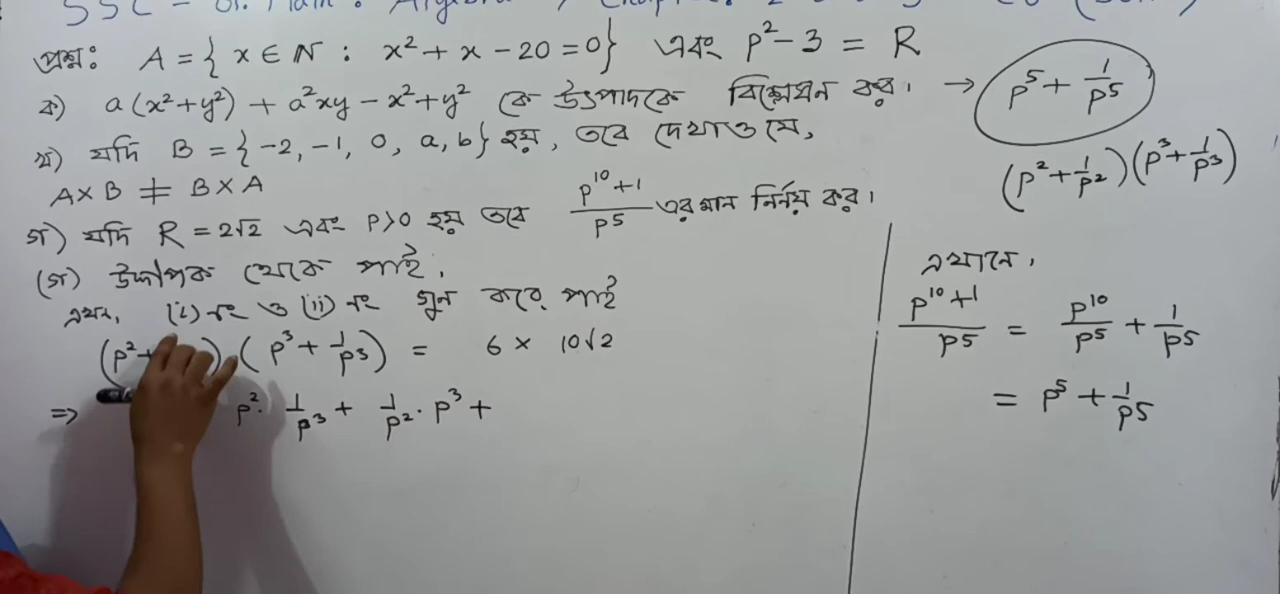 প্রশ্ন: A = { x ∈ N : x² + x - 20 = 0 } এবং p² - 3 = R
ক) a(x² + y²) + a²xy - x² + y² কে উৎপাদকে বিশ্লেষন কর। → p⁵ + 1/p⁵
খ) যদি B = {-2, -1, 0, a, b} হয়, তবে দেখাও যে,
A × B ≠ B × A
(p² + 1/p²)(p³ + 1/p³)
গ) যদি R = 2√2 এবং P > 0 হয় তবে (p¹⁰ + 1)/p⁵ এর মান নির্নয় কর।
(গ) উদ্দীপক থেকে পাই,
এখন, (i) নং ও (ii) নং গুন করে পাই
(p² + ) (p³ + 1/p³) = 6 × 10√2
⇒ p² · 1/p³ + 1/p² · p³ +
এখানে,
(p¹⁰ + 1)/p⁵ = p¹⁰/p⁵ + 1/p⁵
= p⁵ + 1/p⁵